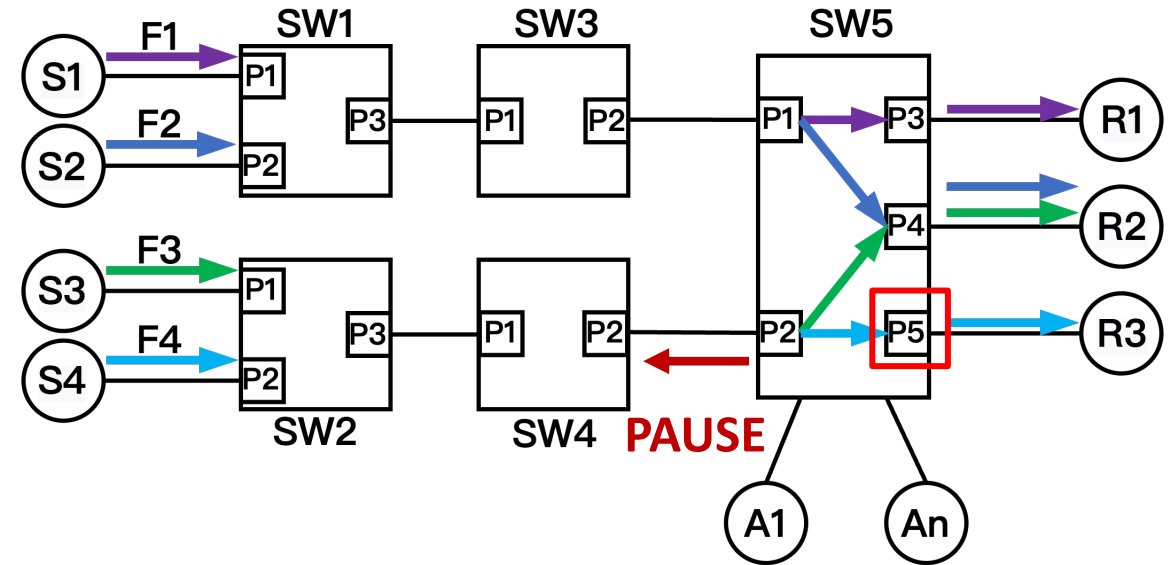 SW1
SW3
SW5
S1
F1
P1
P3
P1
P2
P1
P3
R1
S2
F2
P2
P4
R2
S3
F3
P1
P3
P1
P2
P2
P5
R3
S4
F4
P2
SW2
SW4
PAUSE
A1
An